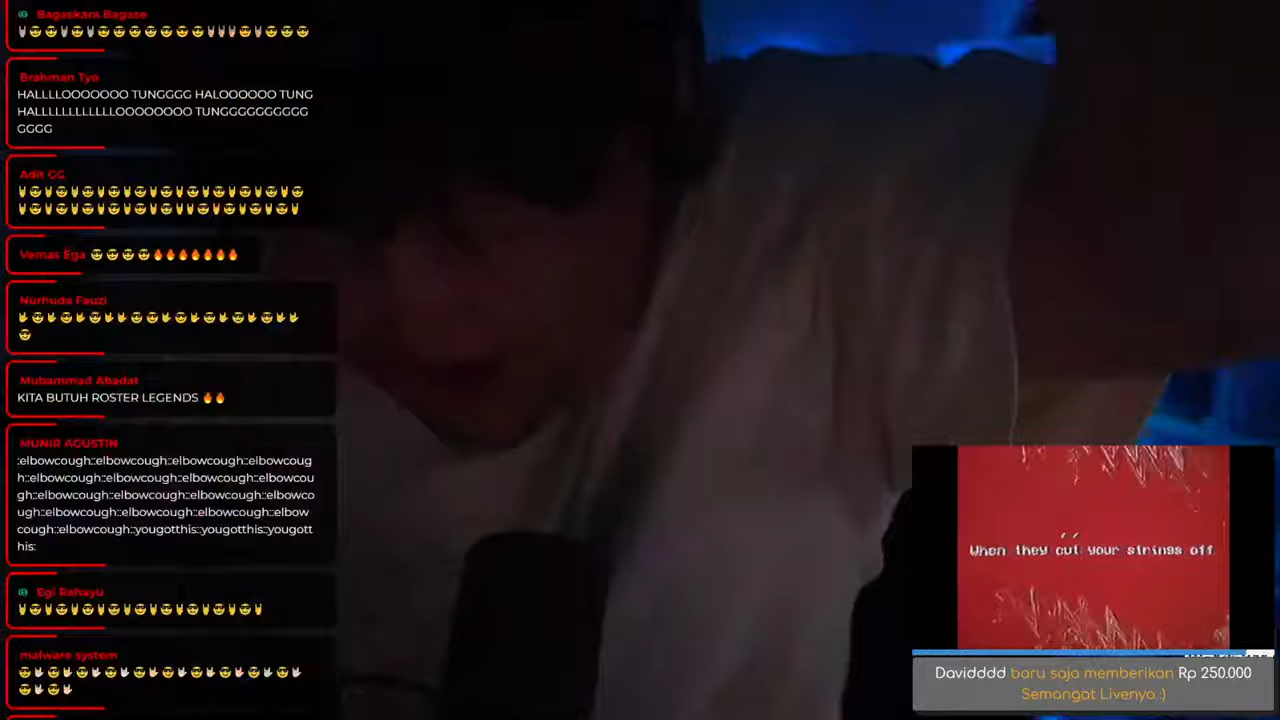 Bagaskara Bagase
Brahman Tyo
HALLLLOOOOOOO TUNGGGG HALOOOOOO TUNG
HALLLLLLLLLLLLOOOOOOOO TUNGGGGGGGGGG
GGGG
Adit GG
Vemas Ega
Nurhuda Fauzi
Muhammad Abadat
KITA BUTUH ROSTER LEGENDS
MUNIR AGUSTIN
:elbowcough::elbowcough::elbowcough::elbowcoug
h::elbowcough::elbowcough::elbowcough::elbowcou
gh::elbowcough::elbowcough::elbowcough::elbowco
ugh::elbowcough::elbowcough::elbowcough::elbow
cough::elbowcough::yougotthis::yougotthis::yougott
his:
Egi Rahayu
malware system
When they cut your strings off
Davidddd baru saja memberikan Rp 250.000
Semangat Livenya :)